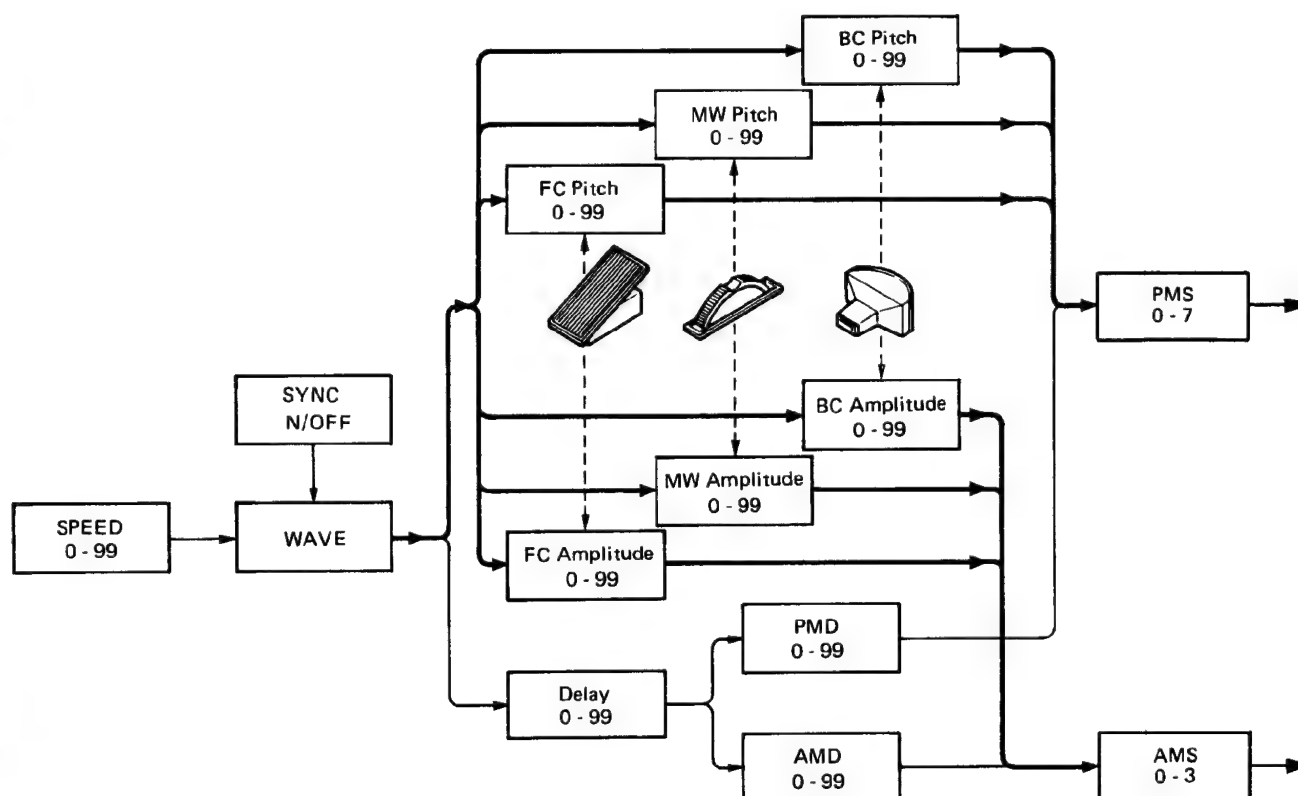 BC Pitch
0 - 99
MW Pitch
0 - 99
FC Pitch
0 - 99
PMS
0 - 7
SYNC
N/OFF
BC Amplitude
0 - 99
MW Amplitude
0 - 99
SPEED
0 - 99
WAVE
FC Amplitude
0 - 99
PMD
0 - 99
Delay
0 - 99
AMD
0 - 99
AMS
0 - 3